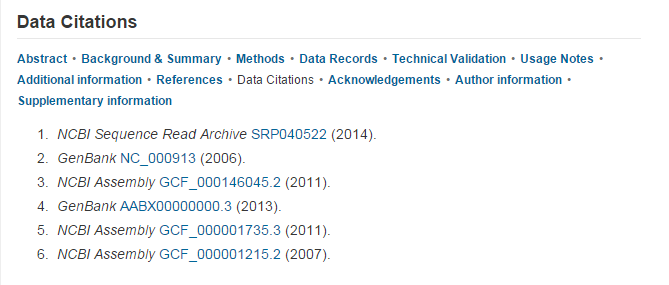 Data Citations
Abstract • Background & Summary • Methods • Data Records • Technical Validation • Usage Notes •
Additional information • References • Data Citations • Acknowledgements • Author information •
Supplementary information
1. NCBI Sequence Read Archive SRP040522 (2014).
2. GenBank NC_000913 (2006).
3. NCBI Assembly GCF_000146045.2 (2011).
4. GenBank AABX00000000.3 (2013).
5. NCBI Assembly GCF_000001735.3 (2011).
6. NCBI Assembly GCF_000001215.2 (2007).